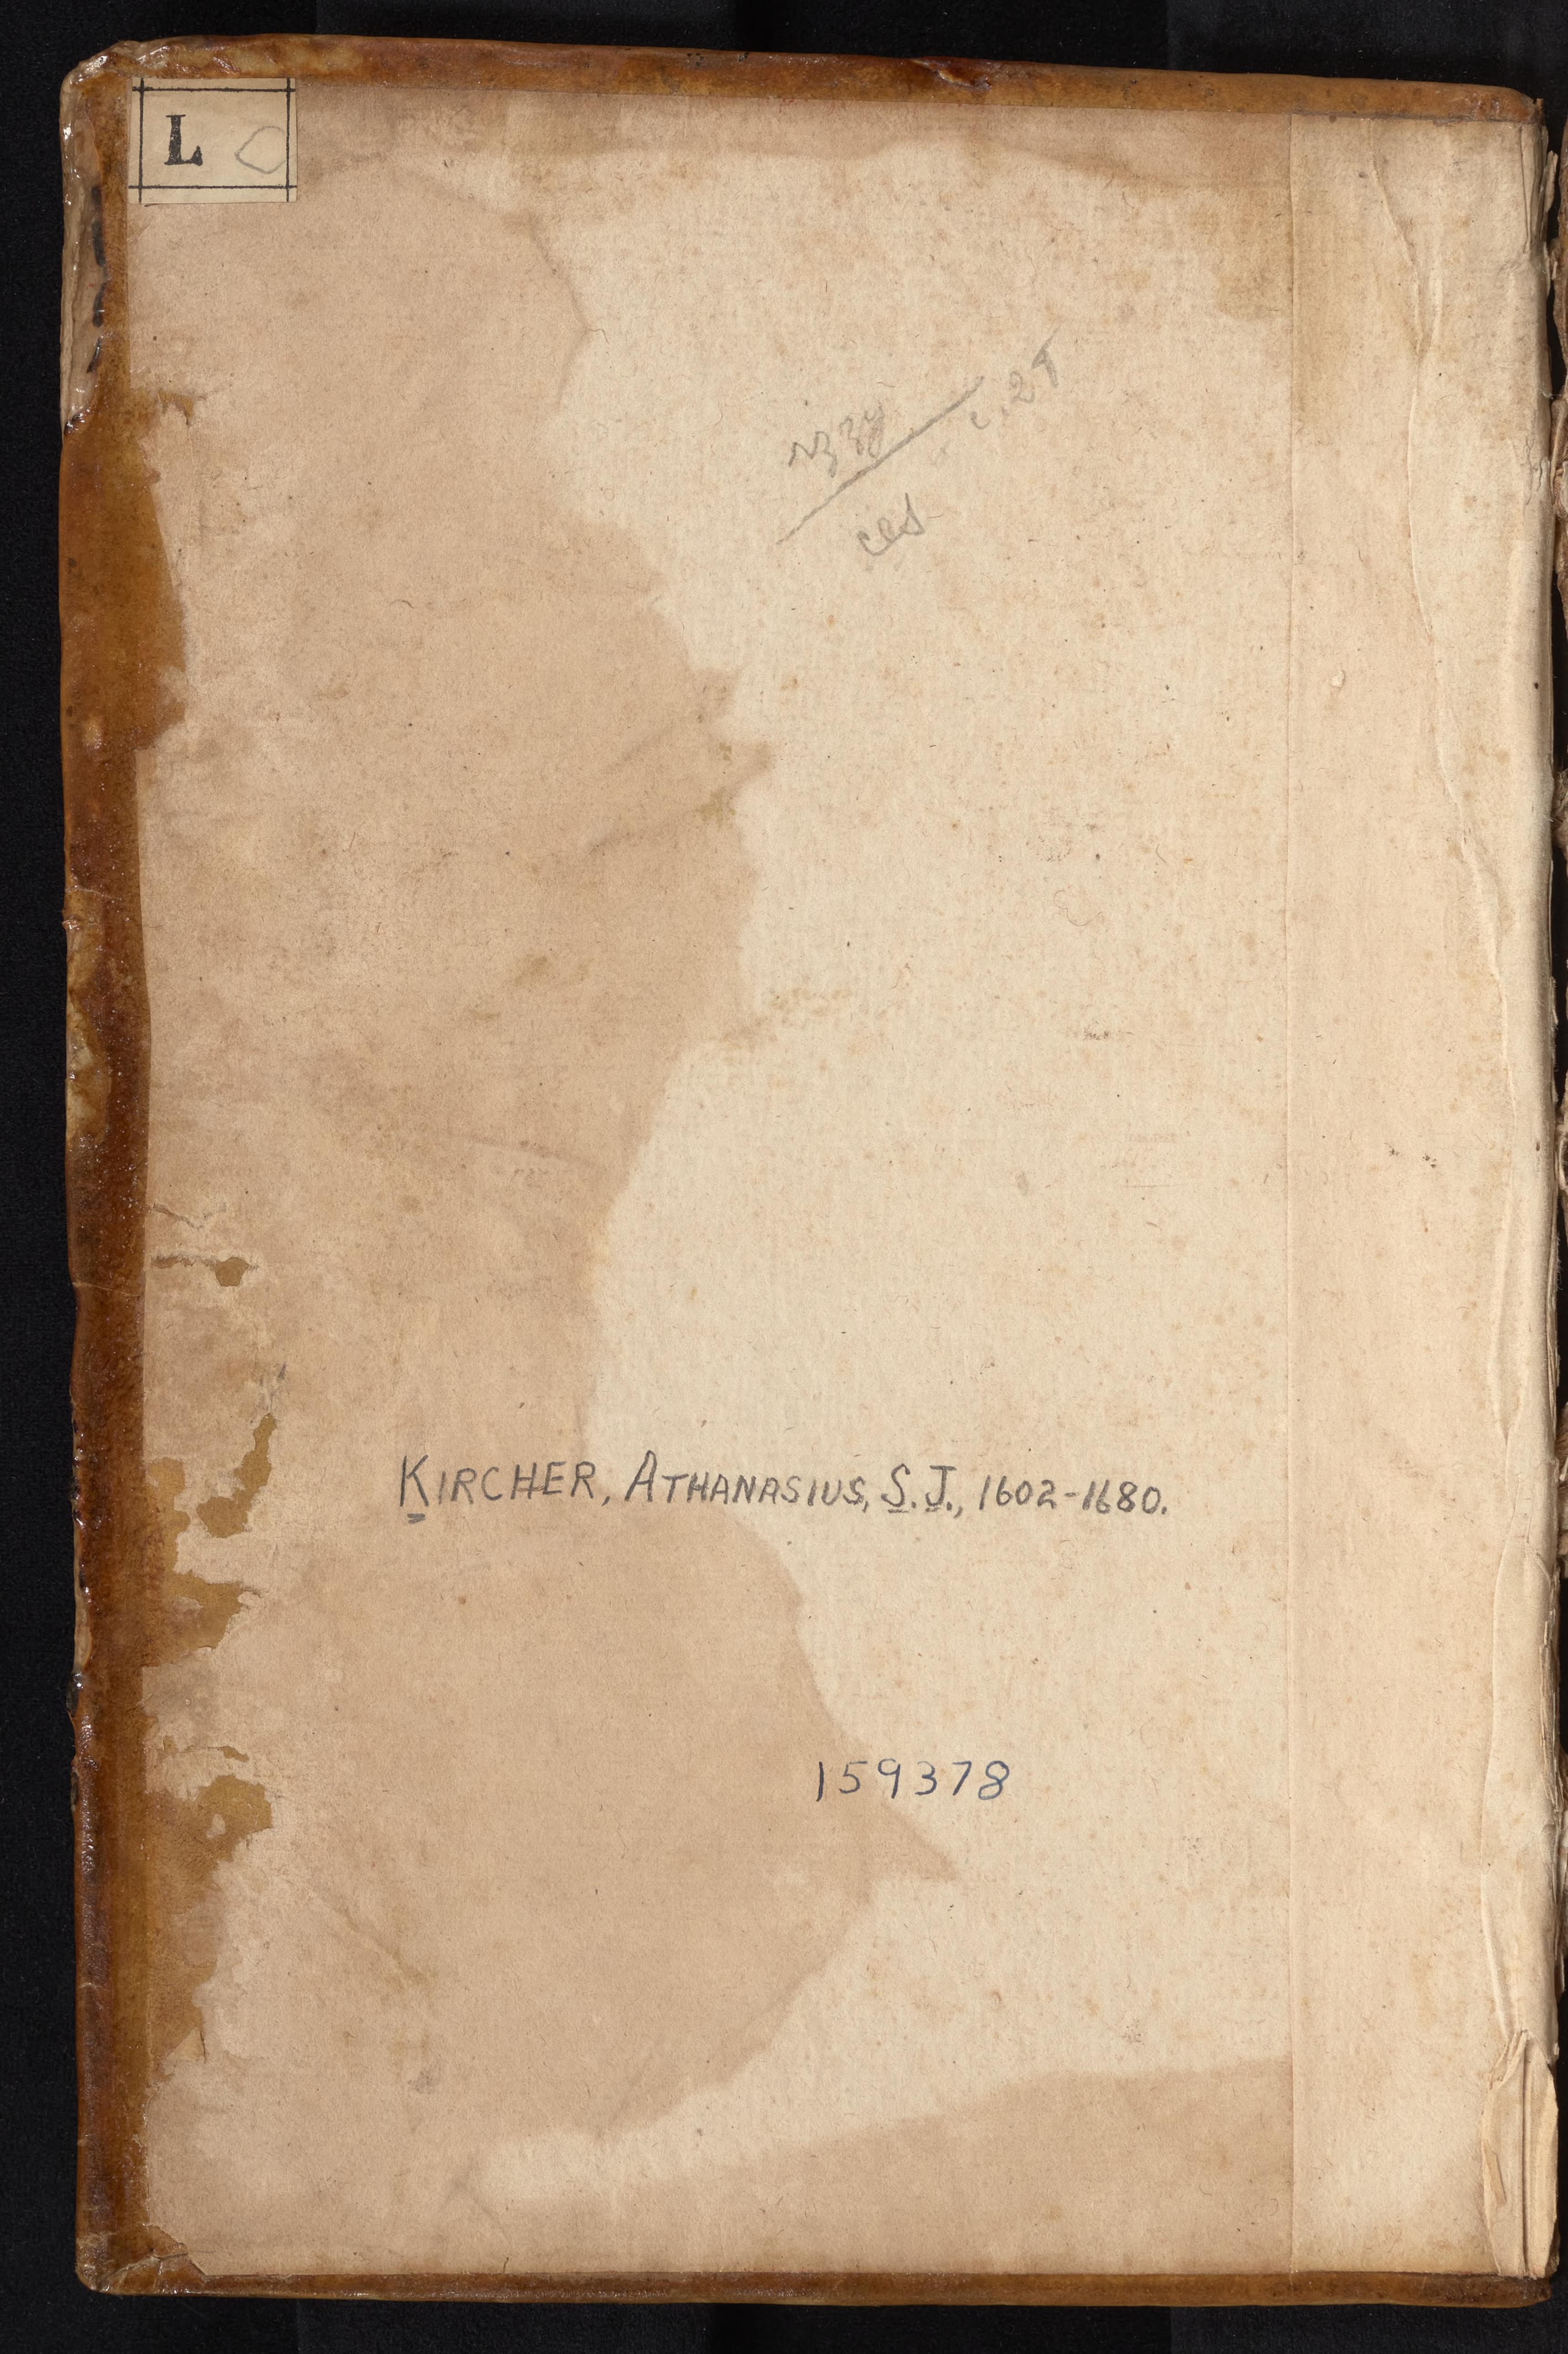 L
KIRCHER, ATHANASIUS, S.J., 1602-1680.
159378